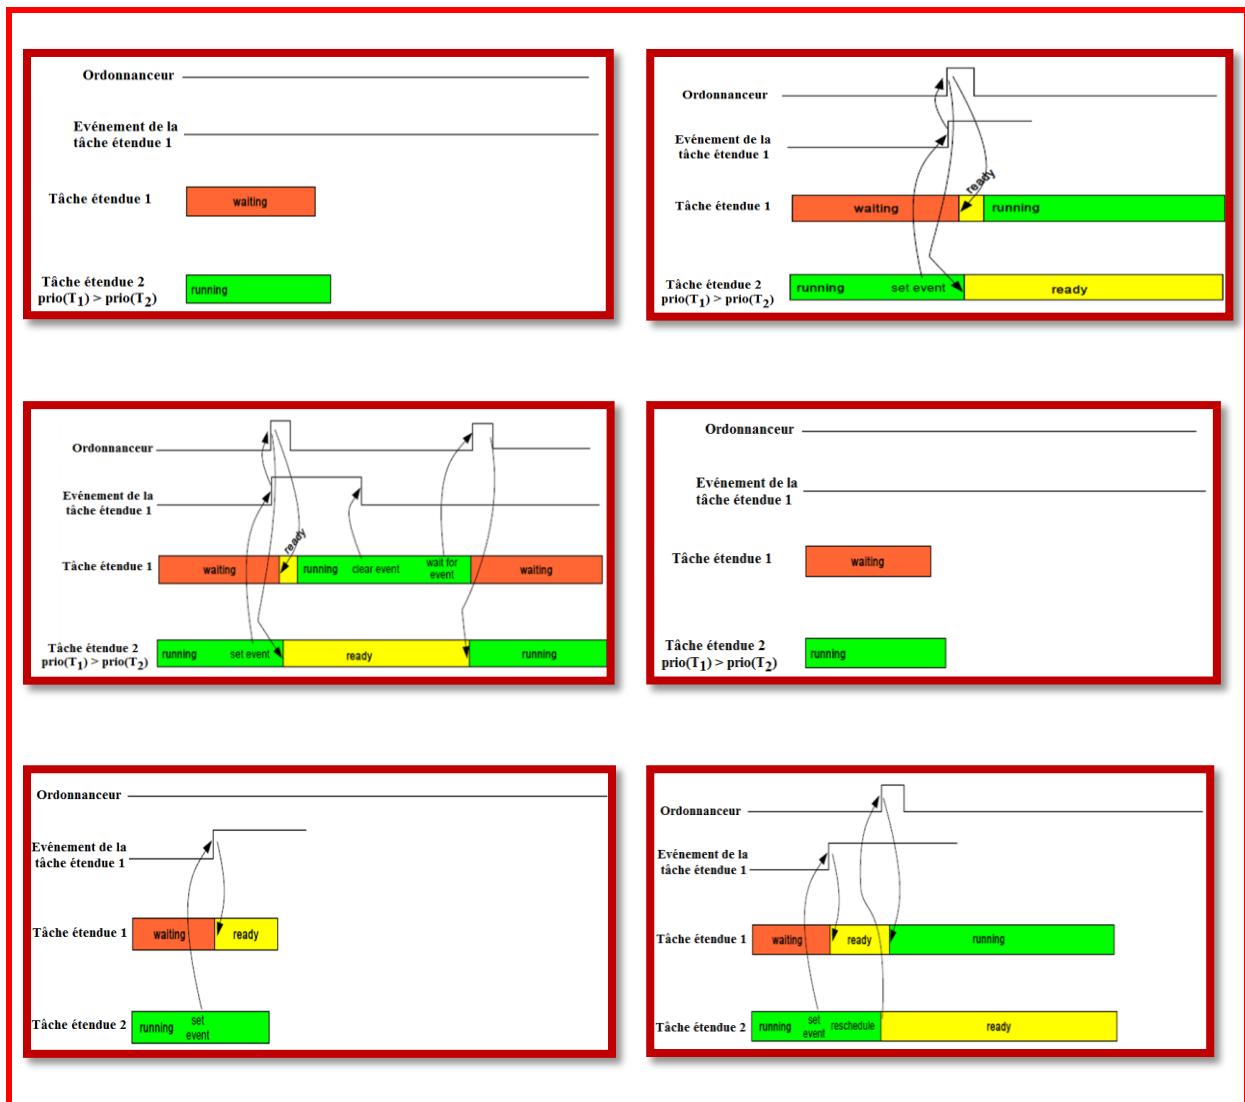 Ordonnanceur
Evénement de la
tâche étendue 1
Tâche étendue 1
waiting
Tâche étendue 2
prio(T1) > prio(T2)
running
Ordonnanceur
Evénement de la
tâche étendue 1
ready
Tâche étendue 1
waiting
running
Tâche étendue 2
prio(T1) > prio(T2)
running
set event
ready
Ordonnanceur
Evénement de la
tâche étendue 1
ready
Tâche étendue 1
waiting
running
clear event
wait for
event
waiting
Tâche étendue 2
prio(T1) > prio(T2)
running
set event
ready
running
Ordonnanceur
Evénement de la
tâche étendue 1
Tâche étendue 1
waiting
Tâche étendue 2
prio(T1) > prio(T2)
running
Ordonnanceur
Evénement de la
tâche étendue 1
Tâche étendue 1
waiting
ready
Tâche étendue 2
running
set
event
Ordonnanceur
Evénement de la
tâche étendue 1
Tâche étendue 1
waiting
ready
running
Tâche étendue 2
running
set
event
reschedule
ready